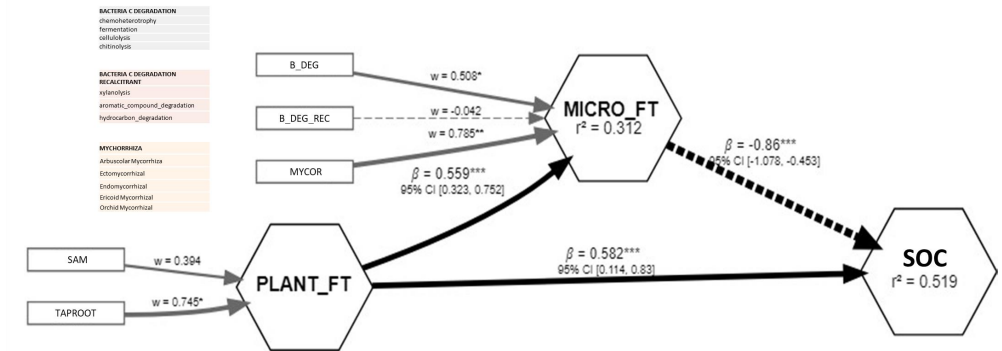 BACTERIA C DEGRADATION
chemoheterotrophy
fermentation
cellulolysis
chitinolysis
BACTERIA C DEGRADATION
RECALCITRANT
xylanolysis
aromatic_compound_degradation
hydrocarbon_degradation
MYCHORRHIZA
Arbuscular Mycorrhiza
Ectomycorrhizal
Endomycorrhizal
Ericoid Mycorrhizal
Orchid Mycorrhizal
B_DEG
w = 0.508*
B_DEG_REC
w = -0.042
MYCOR
w = 0.785**
MICRO_FT
r² = 0.312
β = -0.86***
95% CI [-1.078, -0.453]
β = 0.559***
95% CI [0.323, 0.752]
SAM
w = 0.394
TAPROOT
w = 0.745*
PLANT_FT
β = 0.582***
95% CI [0.114, 0.83]
SOC
r² = 0.519